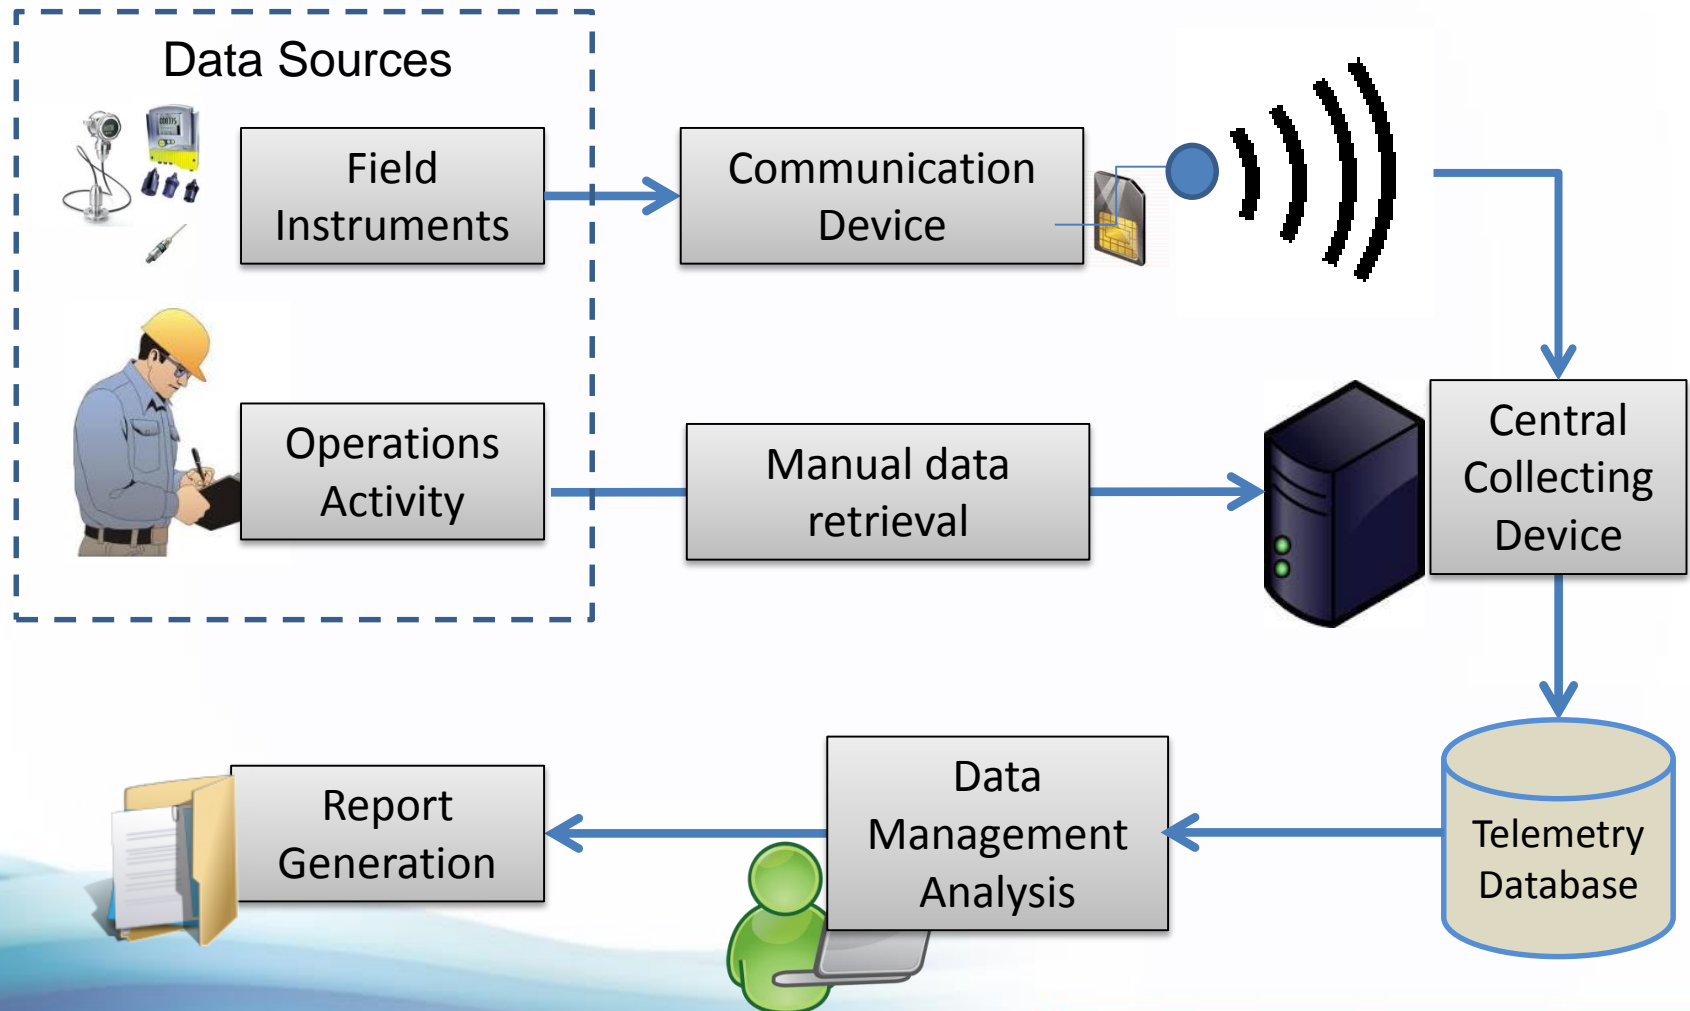 Data Sources
Field
Instruments
Communication
Device
Operations
Activity
Manual data
retrieval
Central
Collecting
Device
Report
Generation
Data
Management
Analysis
Telemetry
Database